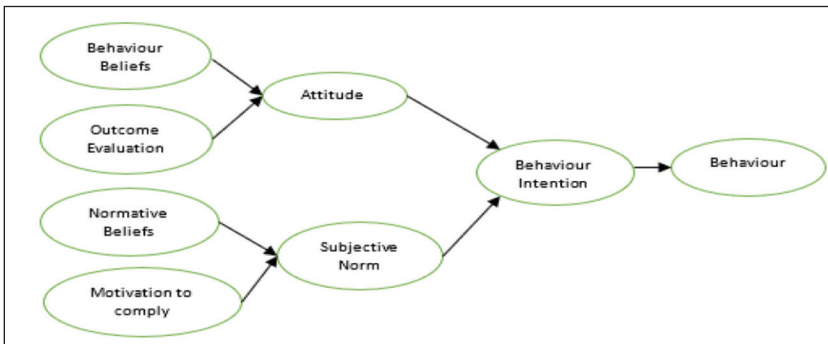 Behaviour
Beliefs
Outcome
Evaluation
Attitude
Normative
Beliefs
Motivation to
comply
Subjective
Norm
Behaviour
Intention
Behaviour